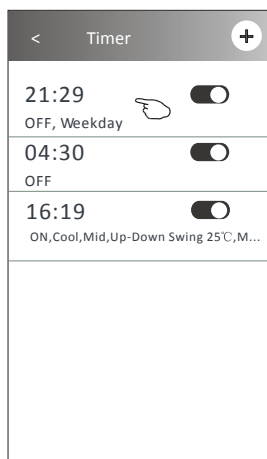 < Timer +
21:29
OFF, Weekday
04:30
OFF
16:19
ON,Cool,Mid,Up-Down Swing 25℃,M...